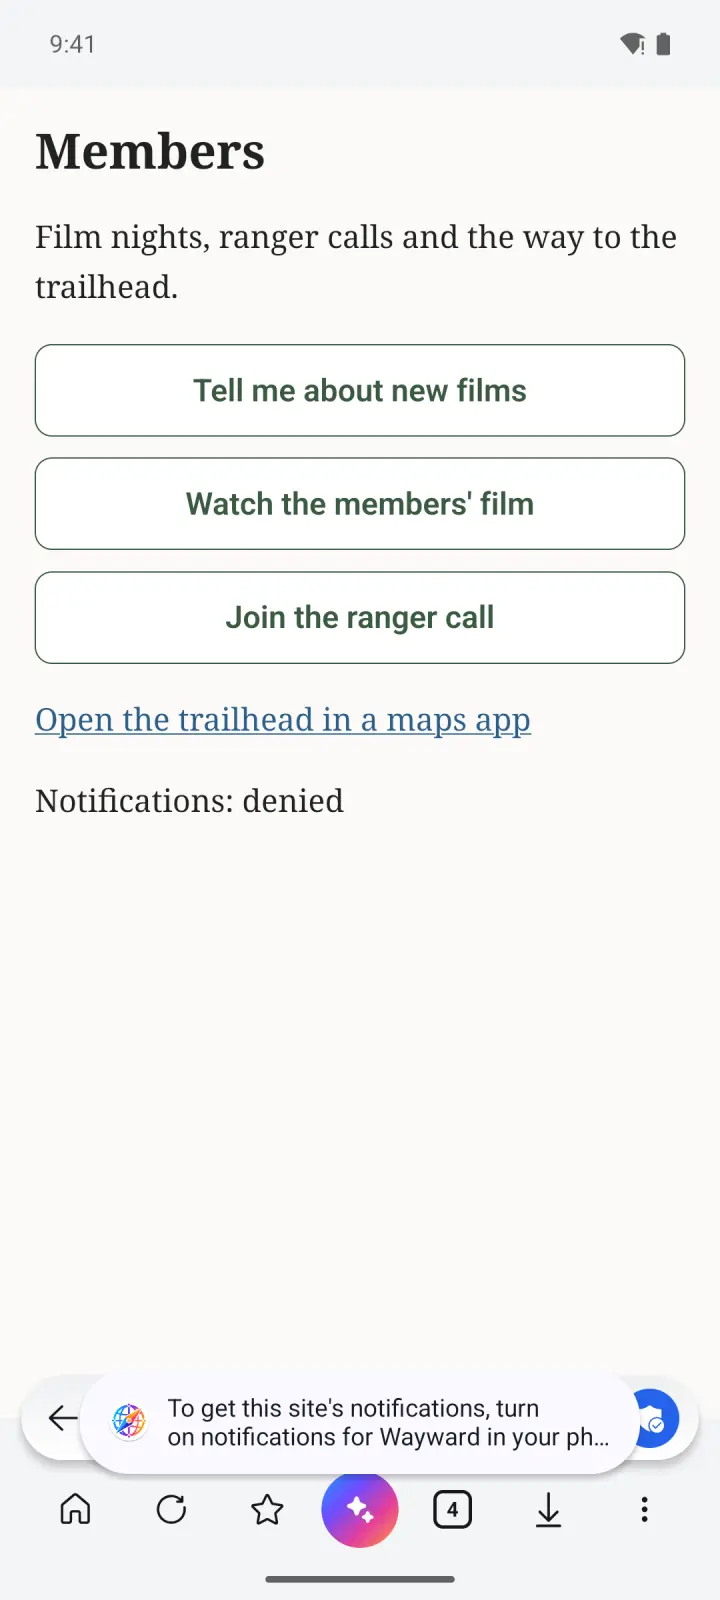 9:41
Members
Film nights, ranger calls and the way to the
trailhead.
Tell me about new films
Watch the members' film
Join the ranger call
Open the trailhead in a maps app
Notifications: denied
To get this site's notifications, turn
on notifications for Wayward in your ph...
4